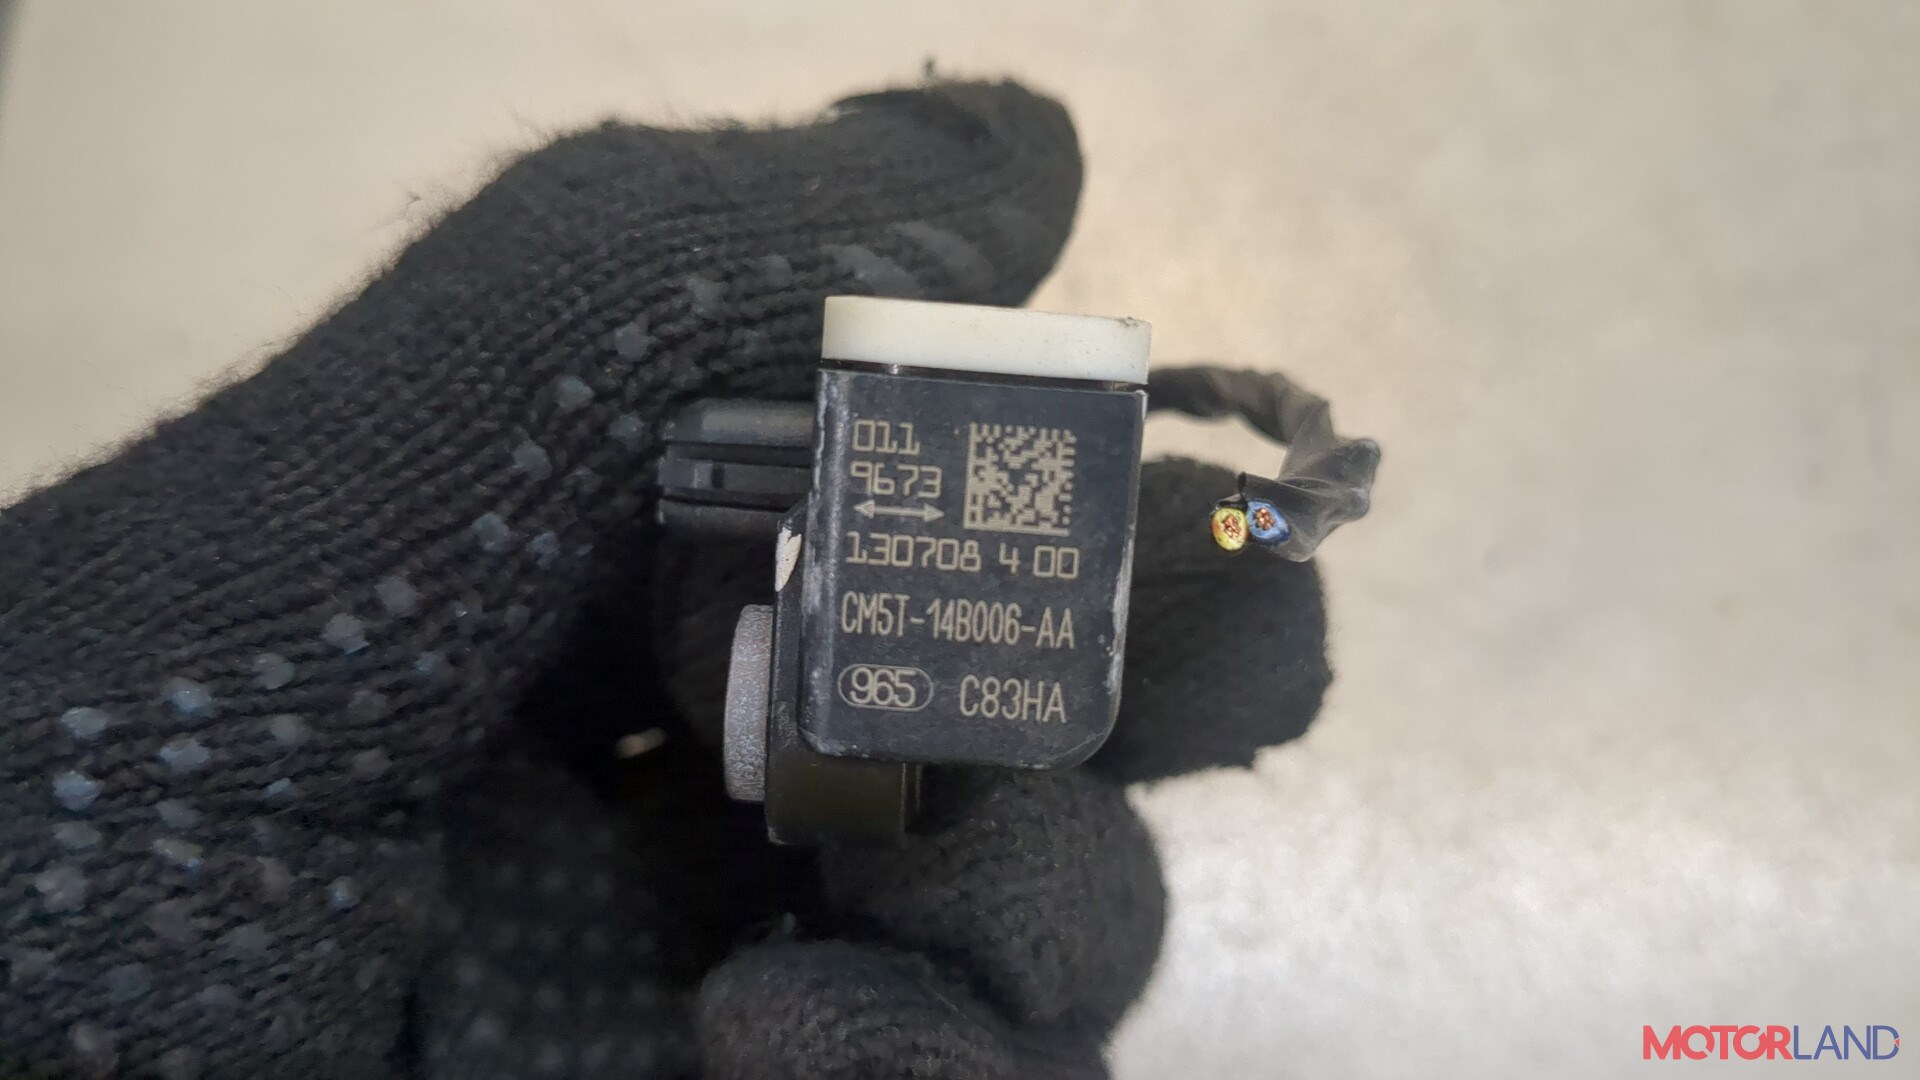 011
9673
130708 4 00
CM5T-14B006-AA
965 C83HA
MOTORLAND